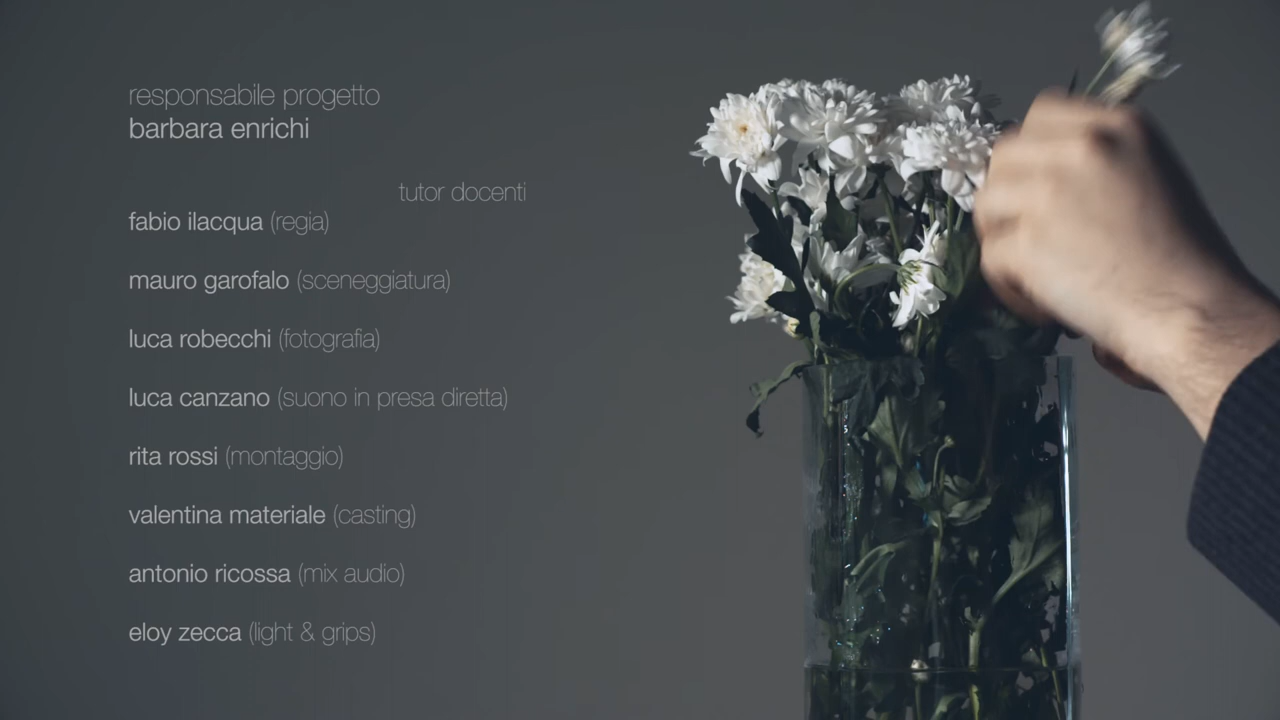 responsabile progetto
barbara enrichi
tutor docenti
fabio ilacqua (regia)
mauro garofalo (sceneggiatura)
luca robecchi (fotografia)
luca canzano (suono in presa diretta)
rita rossi (montaggio)
valentina materiale (casting)
antonio ricossa (mix audio)
eloy zecca (light & grips)